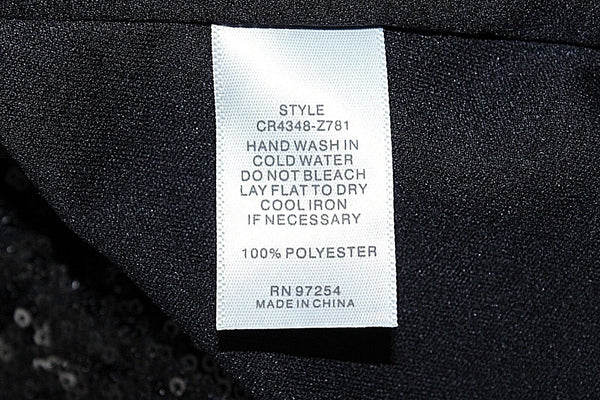 STYLE
CR4348-Z781
HAND WASH IN
COLD WATER
DO NOT BLEACH
LAY FLAT TO DRY
COOL IRON
IF NECESSARY
100% POLYESTER
RN 97254
MADE IN CHINA